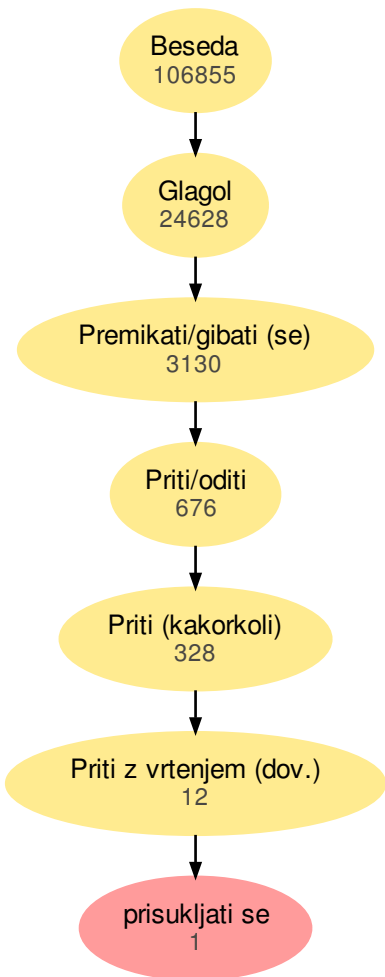 Beseda
106855
Glagol
24628
Premikati/gibati (se)
3130
Priti/oditi
676
Priti (kakorkoli)
328
Priti z vrtenjem (dov.)
12
prisukljati se
1